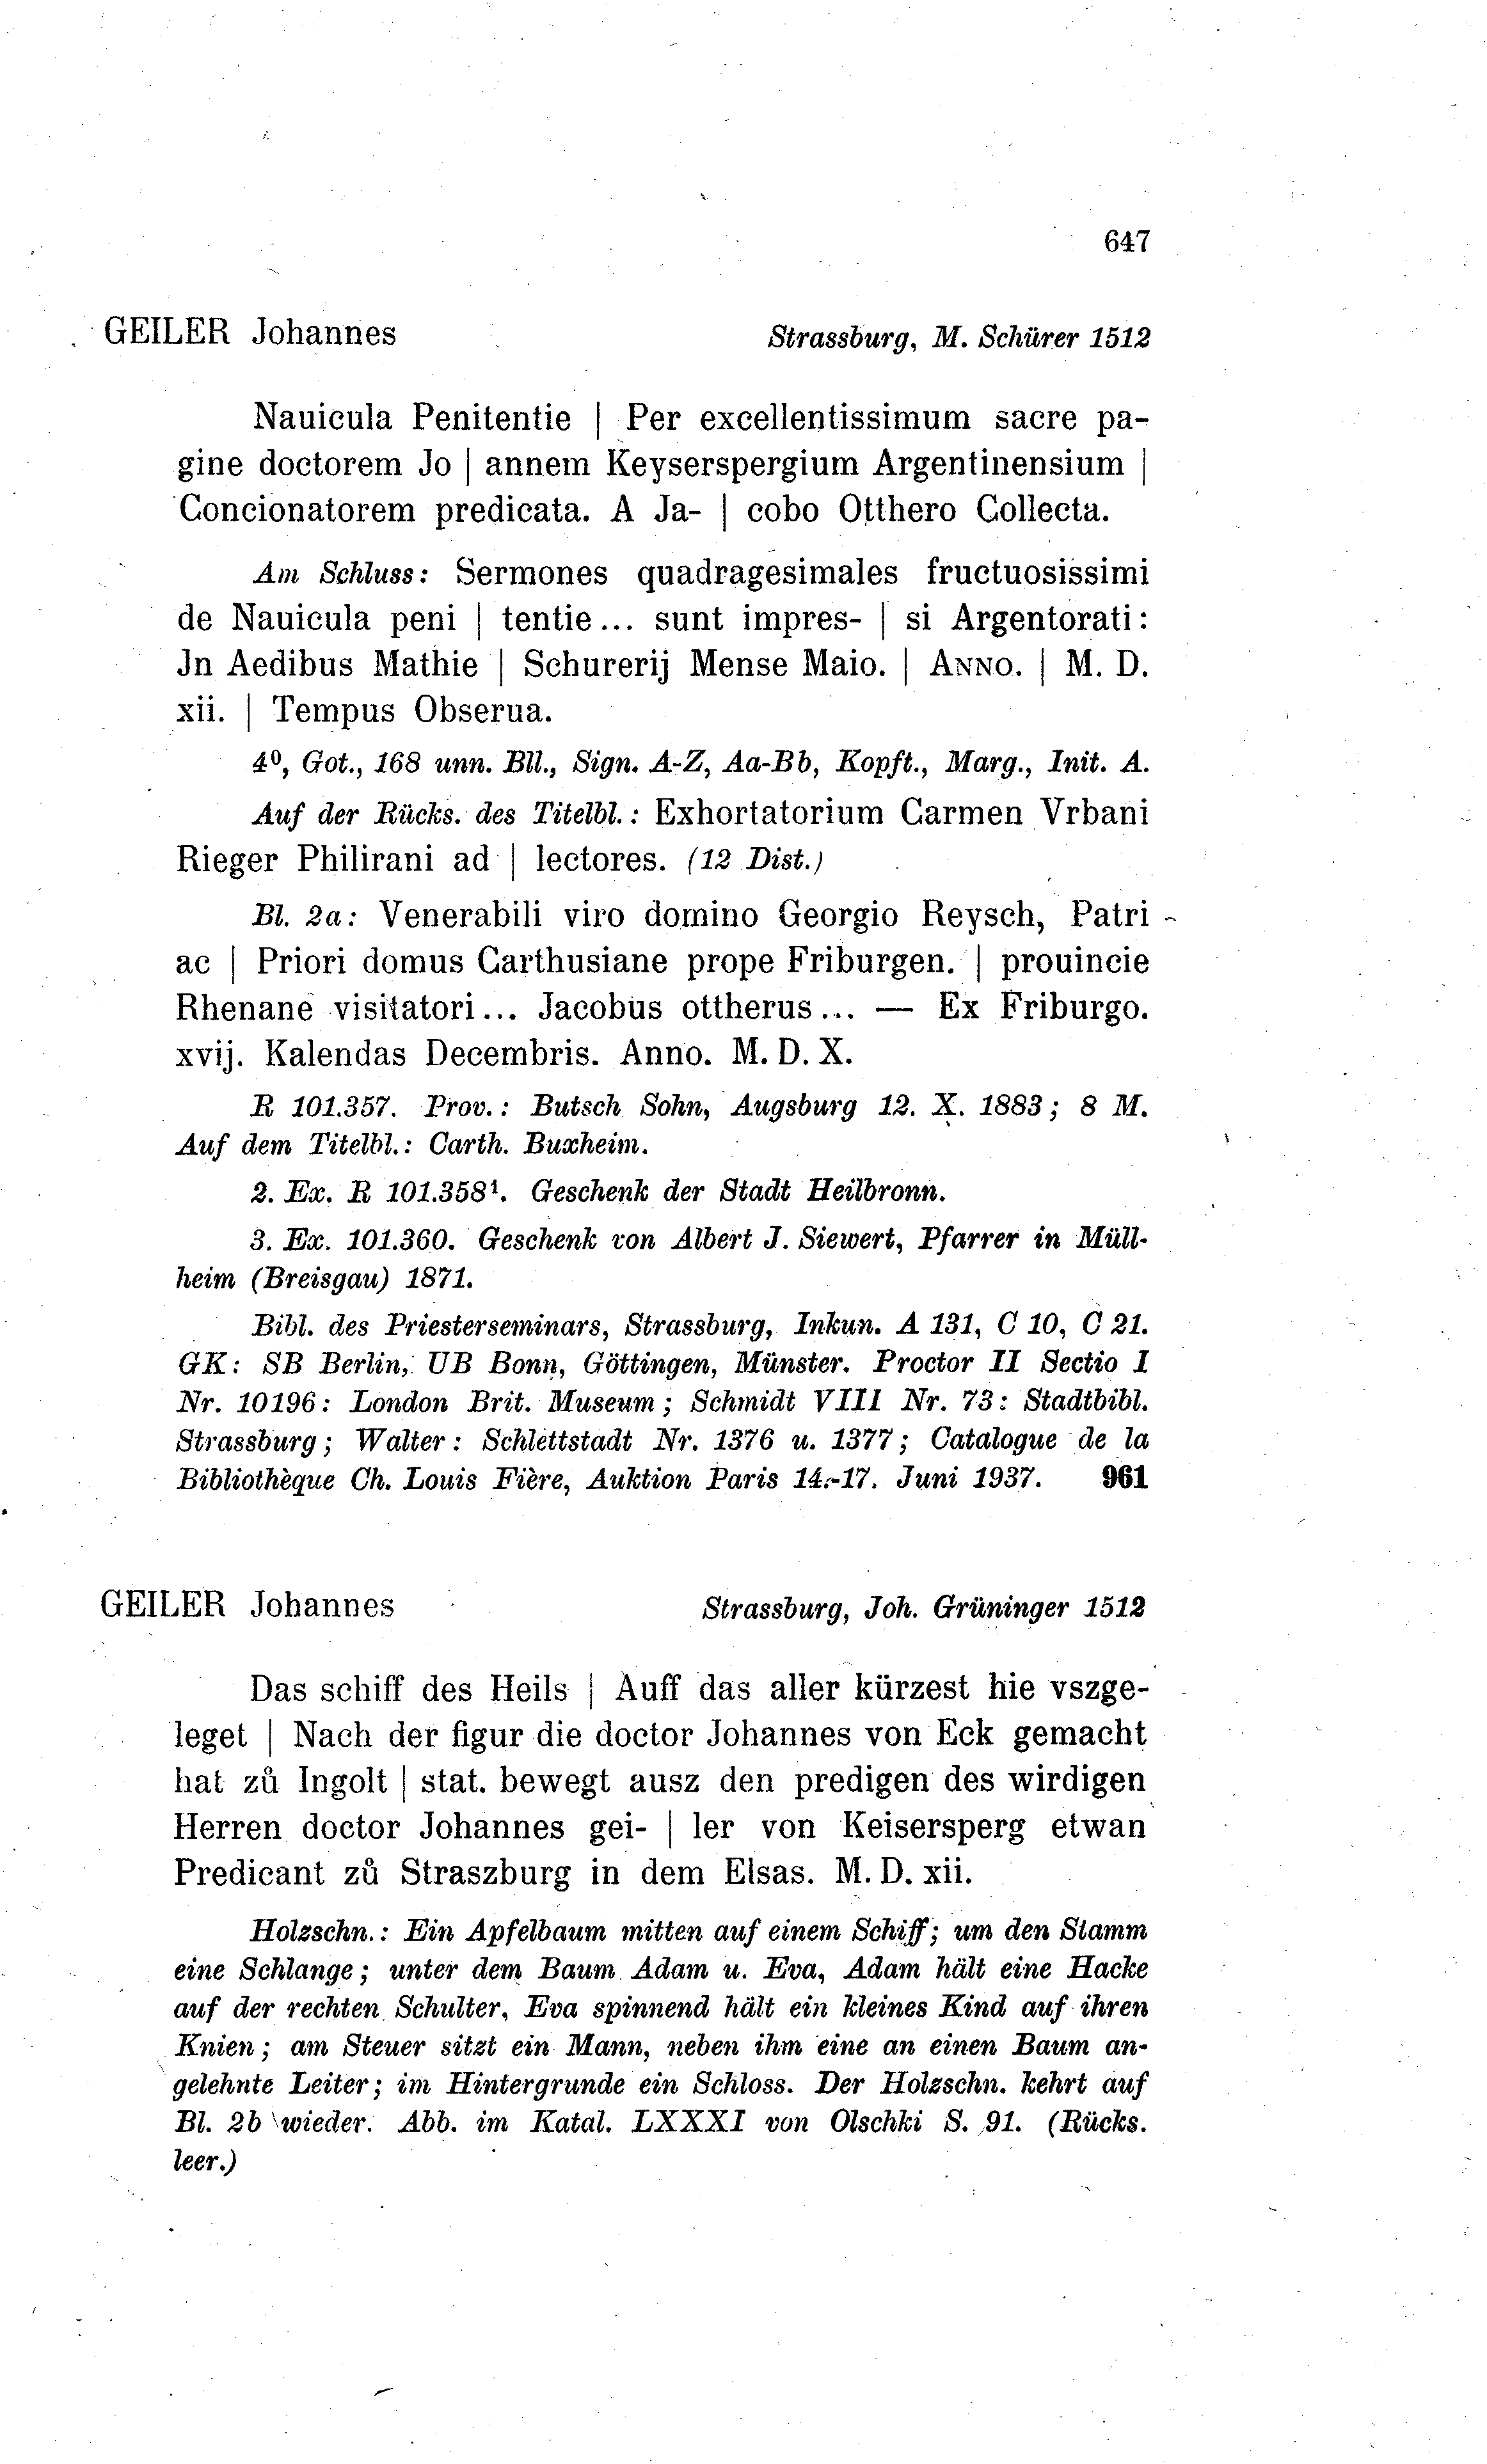 647
GEILER Johannes Strassburg, M. Schürer 1512
Nauicula Penitentie | Per excellentissimum sacre pa-
gine doctorem Jo | annem Keyserspergium Argentinensium |
Concionatorem predicata. A Ja- | cobo Otthero Collecta.
Am Schluss: Sermones quadragesimales fructuosissimi
de Nauicula peni | tentie... sunt impres- | si Argentorati:
Jn Aedibus Mathie | Schurerij Mense Maio. | ANNO. | M. D.
xii. | Tempus Obserua.
4⁰, Got., 168 unn. Bll., Sign. A-Z, Aa-Bb, Kopft., Marg., Init. A.
Auf der Rücks. des Titelbl.: Exhortatorium Carmen Vrbani
Rieger Philirani ad | lectores. (12 Dist.)
Bl. 2a: Venerabili viro domino Georgio Reysch, Patri -
ac | Priori domus Carthusiane prope Friburgen. | prouincie
Rhenane visitatori... Jacobus ottherus... — Ex Friburgo.
xvij. Kalendas Decembris. Anno. M. D. X.
R 101.357. Prov.: Butsch Sohn, Augsburg 12. X. 1883; 8 M.
Auf dem Titelbl.: Carth. Buxheim.
2. Ex. R 101.358¹. Geschenk der Stadt Heilbronn.
3. Ex. 101.360. Geschenk von Albert J. Siewert, Pfarrer in Müll-
heim (Breisgau) 1871.
Bibl. des Priesterseminars, Strassburg, Inkun. A 131, C 10, C 21.
GK: SB Berlin, UB Bonn, Göttingen, Münster. Proctor II Sectio I
Nr. 10196: London Brit. Museum; Schmidt VIII Nr. 73: Stadtbibl.
Strassburg; Walter: Schlettstadt Nr. 1376 u. 1377; Catalogue de la
Bibliothèque Ch. Louis Fière, Auktion Paris 14.-17. Juni 1937. 961
GEILER Johannes Strassburg, Joh. Grüninger 1512
Das schiff des Heils | Auff das aller kürzest hie vszge-
leget | Nach der figur die doctor Johannes von Eck gemacht
hat zů Ingolt | stat. bewegt ausz den predigen des wirdigen
Herren doctor Johannes gei- | ler von Keisersperg etwan
Predicant zů Straszburg in dem Elsas. M. D. xii.
Holzschn.: Ein Apfelbaum mitten auf einem Schiff; um den Stamm
eine Schlange; unter dem Baum Adam u. Eva, Adam hält eine Hacke
auf der rechten Schulter, Eva spinnend hält ein kleines Kind auf ihren
Knien; am Steuer sitzt ein Mann, neben ihm eine an einen Baum an-
gelehnte Leiter; im Hintergrunde ein Schloss. Der Holzschn. kehrt auf
Bl. 2b wieder. Abb. im Katal. LXXXI von Olschki S. 91. (Rücks.
leer.)